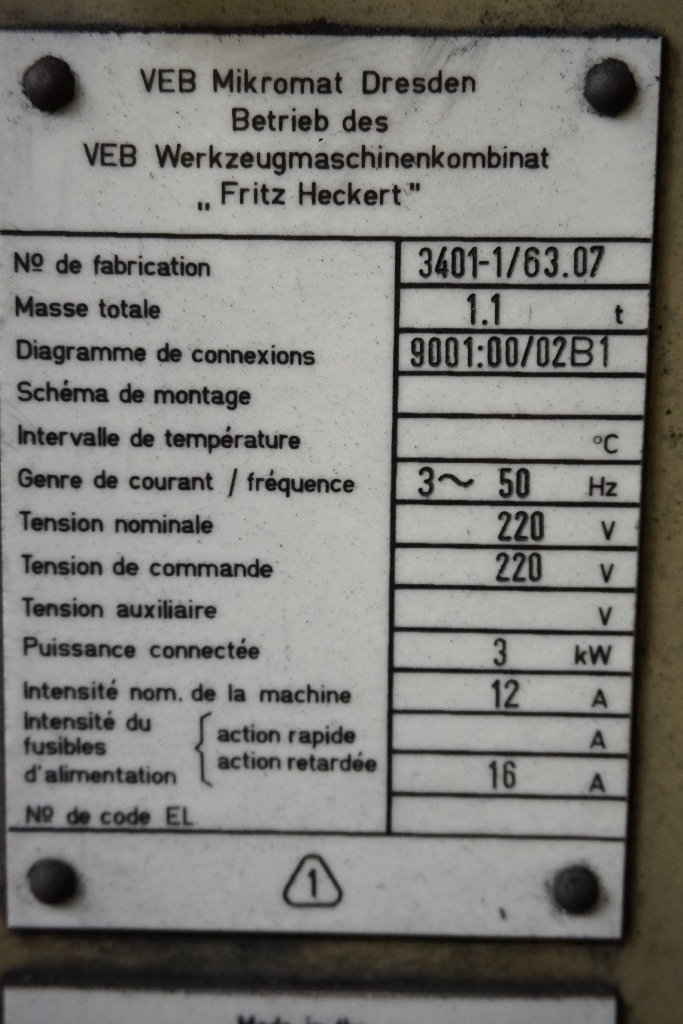 VEB Mikromat Dresden
Betrieb des
VEB Werkzeugmaschinenkombinat
„Fritz Heckert"
Nº de fabrication 3401-1/63.07
Masse totale 1.1 t
Diagramme de connexions 9001:00/02B1
Schéma de montage
Intervalle de température °C
Genre de courant / fréquence 3~ 50 Hz
Tension nominale 220 V
Tension de commande 220 V
Tension auxiliaire V
Puissance connectée 3 kW
Intensité nom. de la machine 12 A
Intensité du
fusibles
d'alimentation
action rapide A
action retardée 16 A
Nº de code EL
1
Made in the